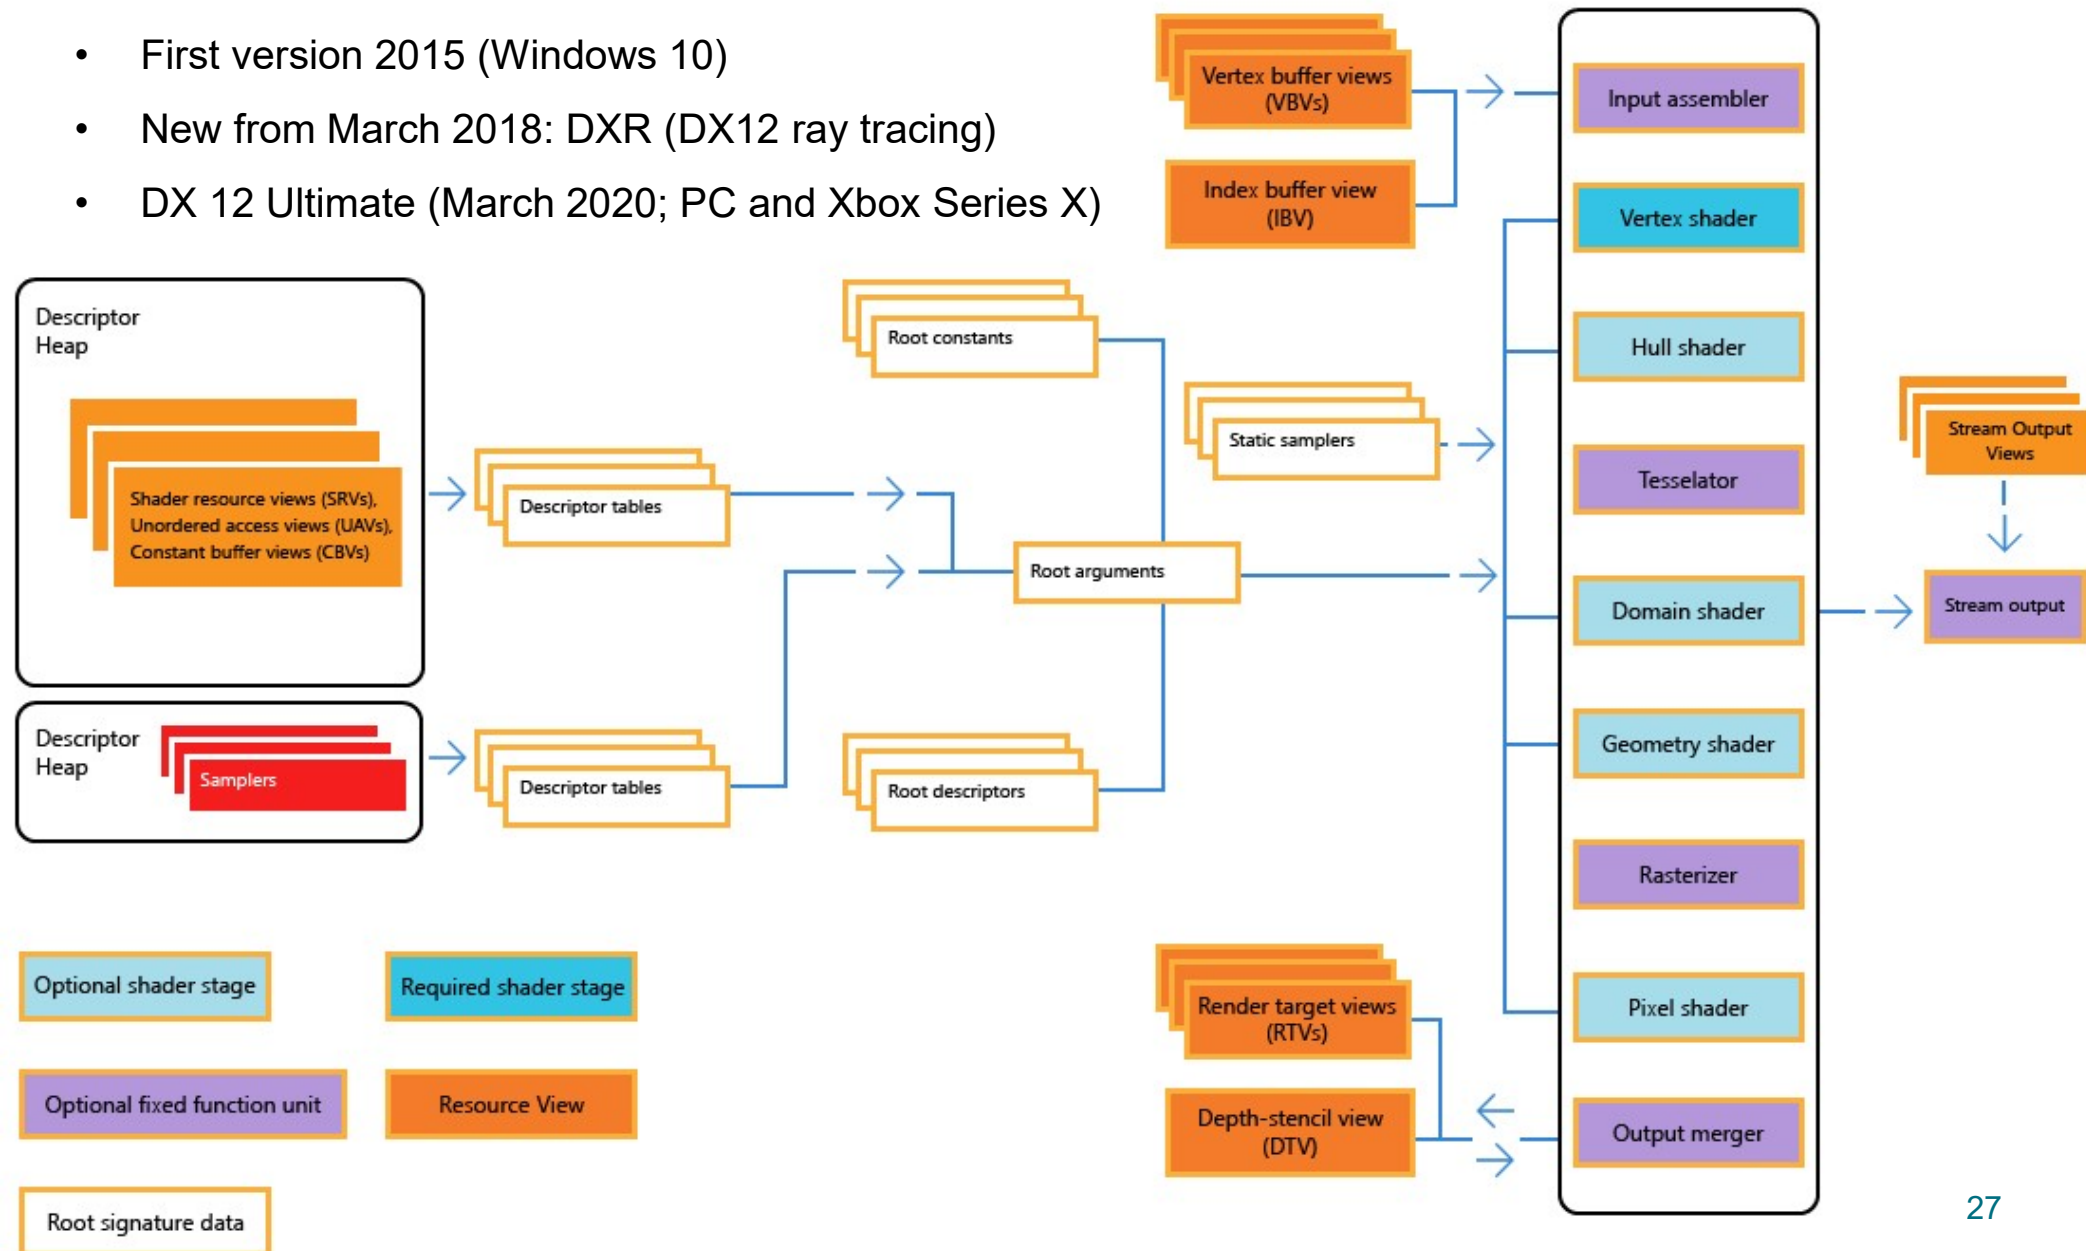 • First version 2015 (Windows 10)
• New from March 2018: DXR (DX12 ray tracing)
• DX 12 Ultimate (March 2020; PC and Xbox Series X)
Descriptor
Heap
Shader resource views (SRVs),
Unordered access views (UAVs),
Constant buffer views (CBVs)
Descriptor
Heap
Samplers
Descriptor tables
Descriptor tables
Root constants
Root arguments
Root descriptors
Static samplers
Vertex buffer views
(VBVs)
Index buffer view
(IBV)
Render target views
(RTVs)
Depth-stencil view
(DTV)
Input assembler
Vertex shader
Hull shader
Tesselator
Domain shader
Geometry shader
Rasterizer
Pixel shader
Output merger
Stream Output
Views
Stream output
Optional shader stage
Required shader stage
Optional fixed function unit
Resource View
Root signature data
27